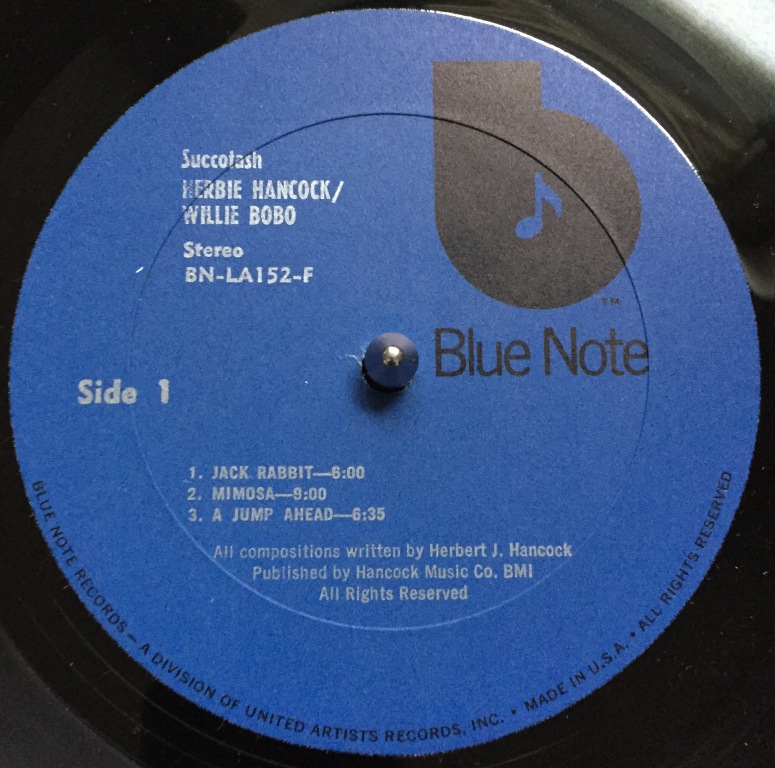 Succotash
HERBIE HANCOCK/
WILLIE BOBO
Stereo
BN-LA152-F
TM
Blue Note
Side 1
1. JACK RABBIT—6:00
2. MIMOSA—9:00
3. A JUMP AHEAD—6:35
All compositions written by Herbert J. Hancock
Published by Hancock Music Co. BMI
All Rights Reserved
BLUE NOTE RECORDS — A DIVISION OF UNITED ARTISTS RECORDS, INC. • MADE IN U.S.A. • ALL RIGHTS RESERVED